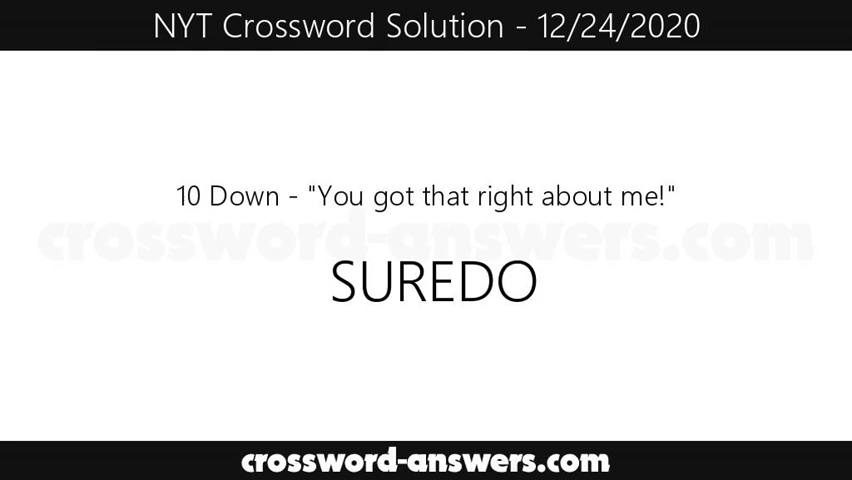 NYT Crossword Solution - 12/24/2020
10 Down - "You got that right about me!"
crossword-answers.com
SUREDO
crossword-answers.com